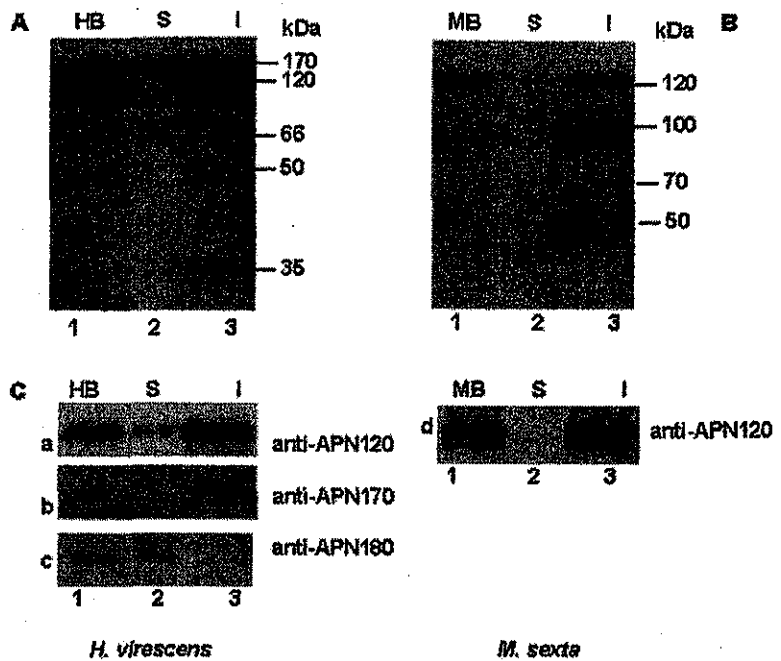 A HB S I kDa
170
120
66
50
35
1 2 3
MB S I kDa B
120
100
70
50
1 2 3
C HB S I
a anti-APN120
b anti-APN170
c anti-APN180
1 2 3
MB S I
d anti-APN120
1 2 3
H. virescens M. sexta